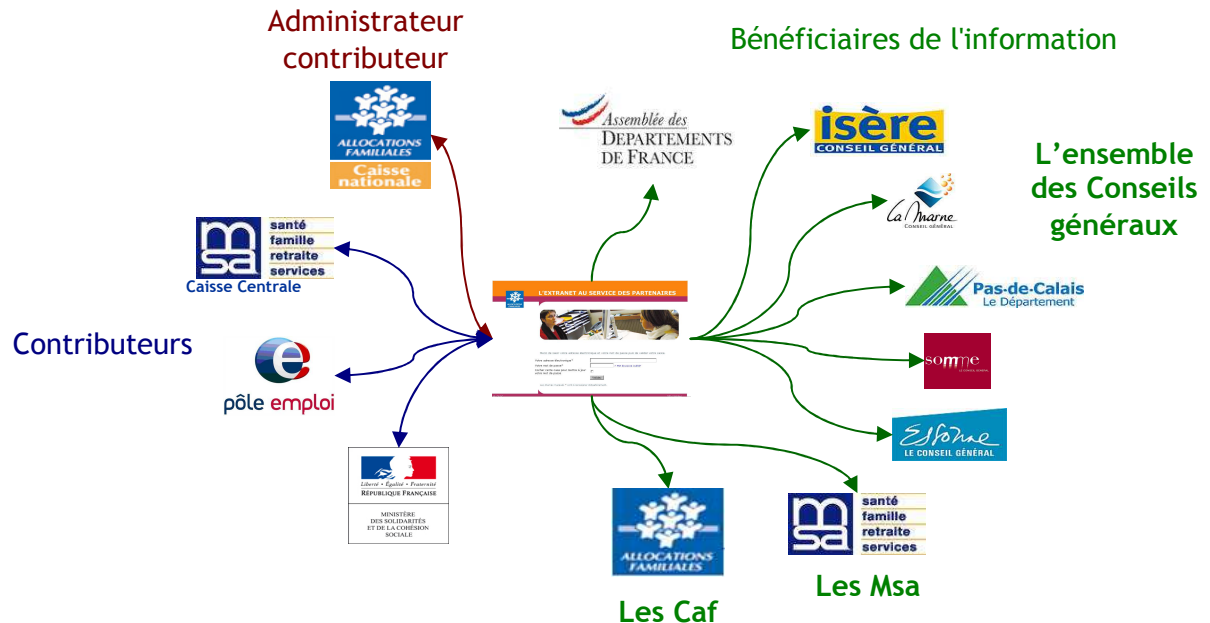 Administrateur
contributeur
Bénéficiaires de l'information
ALLOCATIONS
FAMILIALES
Caisse
nationale
Assemblée des
DEPARTEMENTS
DE FRANCE
isère
CONSEIL GÉNÉRAL
L'ensemble
des Conseils
généraux
La Marne
CONSEIL GÉNÉRAL
msa
santé
famille
retraite
services
Caisse Centrale
Pas-de-Calais
Le Département
L'EXTRANET AU SERVICE DES PARTENAIRES
Contributeurs
pôle emploi
somme
Essonne
LE CONSEIL GÉNÉRAL
Liberté • Égalité • Fraternité
RÉPUBLIQUE FRANÇAISE
MINISTÈRE
DES SOLIDARITÉS
ET DE LA COHÉSION
SOCIALE
ALLOCATIONS
FAMILIALES
Les Caf
msa
santé
famille
retraite
services
Les Msa